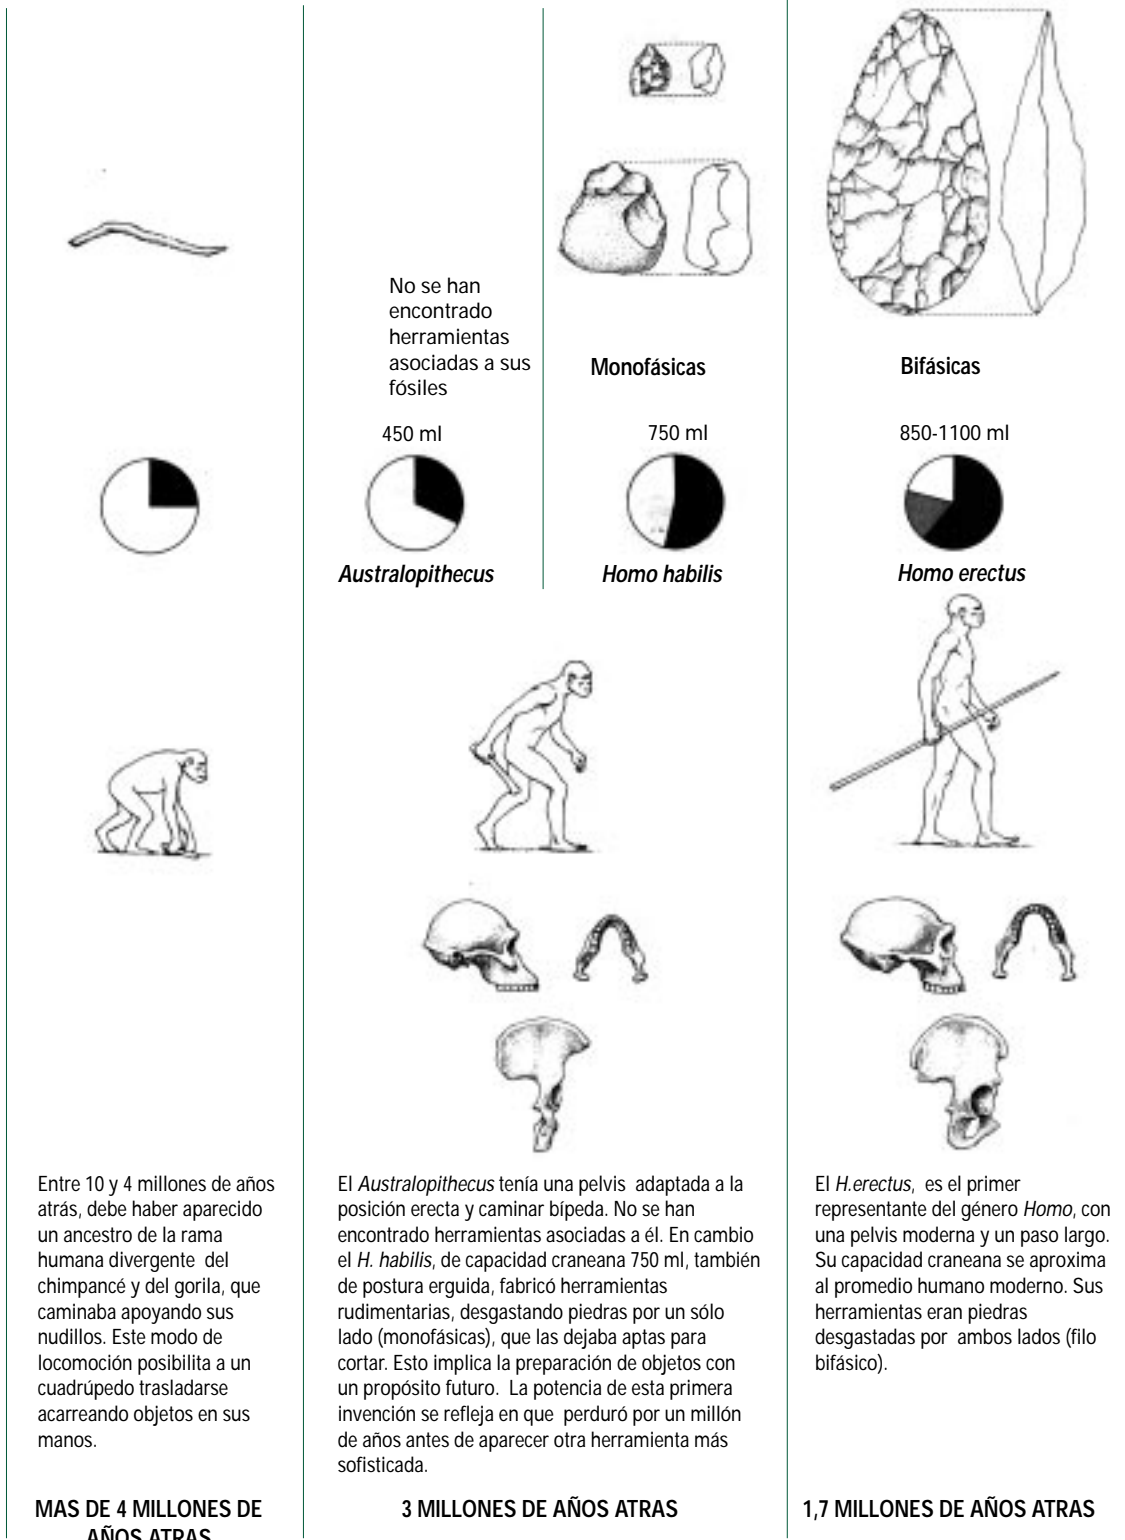 No se han
encontrado
herramientas
asociadas a sus
fósiles
Monofásicas
Bifásicas
450 ml
750 ml
850-1100 ml
Australopithecus
Homo habilis
Homo erectus
Entre 10 y 4 millones de años
atrás, debe haber aparecido
un ancestro de la rama
humana divergente del
chimpancé y del gorila, que
caminaba apoyando sus
nudillos. Este modo de
locomoción posibilita a un
cuadrúpedo trasladarse
acarreando objetos en sus
manos.
MAS DE 4 MILLONES DE
AÑOS ATRAS
El Australopithecus tenía una pelvis adaptada a la
posición erecta y caminar bípeda. No se han
encontrado herramientas asociadas a él. En cambio
el H. habilis, de capacidad craneana 750 ml, también
de postura erguida, fabricó herramientas
rudimentarias, desgastando piedras por un sólo
lado (monofásicas), que las dejaba aptas para
cortar. Esto implica la preparación de objetos con
un propósito futuro. La potencia de esta primera
invención se refleja en que perduró por un millón
de años antes de aparecer otra herramienta más
sofisticada.
3 MILLONES DE AÑOS ATRAS
El H.erectus, es el primer
representante del género Homo, con
una pelvis moderna y un paso largo.
Su capacidad craneana se aproxima
al promedio humano moderno. Sus
herramientas eran piedras
desgastadas por ambos lados (filo
bifásico).
1,7 MILLONES DE AÑOS ATRAS